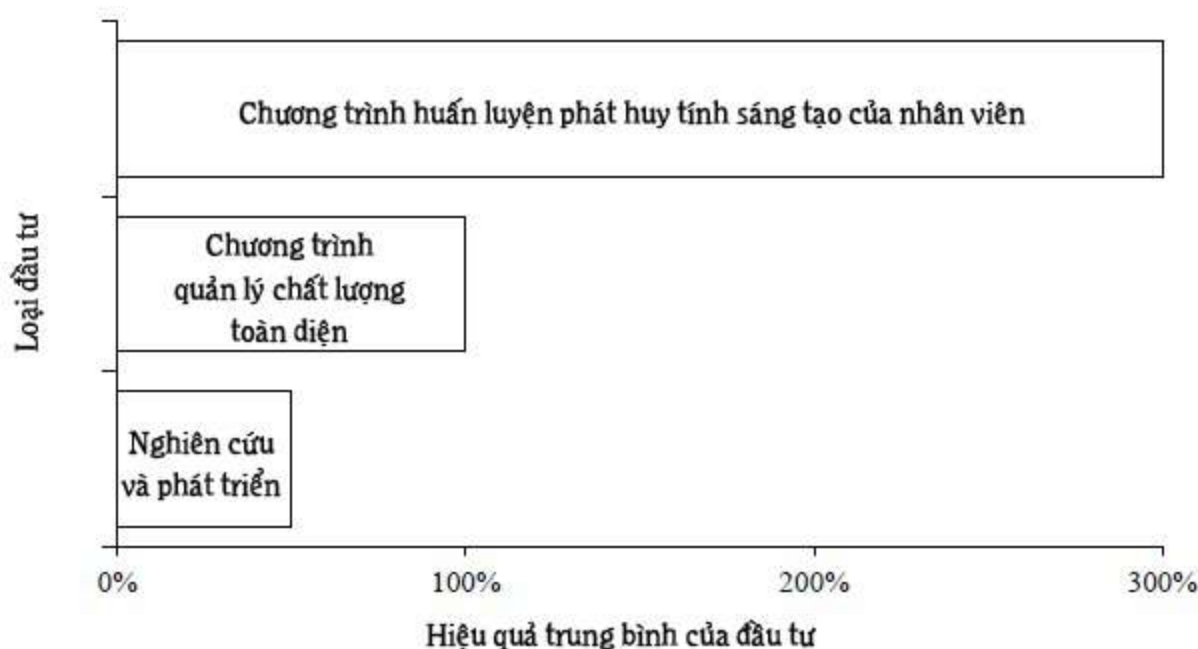 Chương trình huấn luyện phát huy tính sáng tạo của nhân viên
Chương trình
quản lý chất lượng
toàn diện
Loại đầu tư
Nghiên cứu
và phát triển
0%
100%
200%
300%
Hiệu quả trung bình của đầu tư